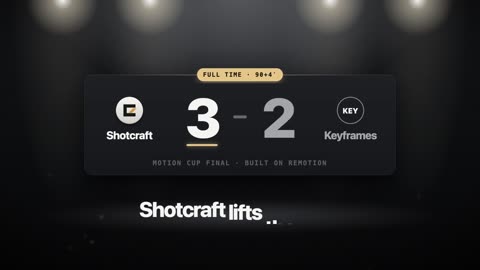 FULL TIME · 90+4'
3 - 2
KEY
Shotcraft
Keyframes
MOTION CUP FINAL · BUILT ON REMOTION
Shotcraft lifts